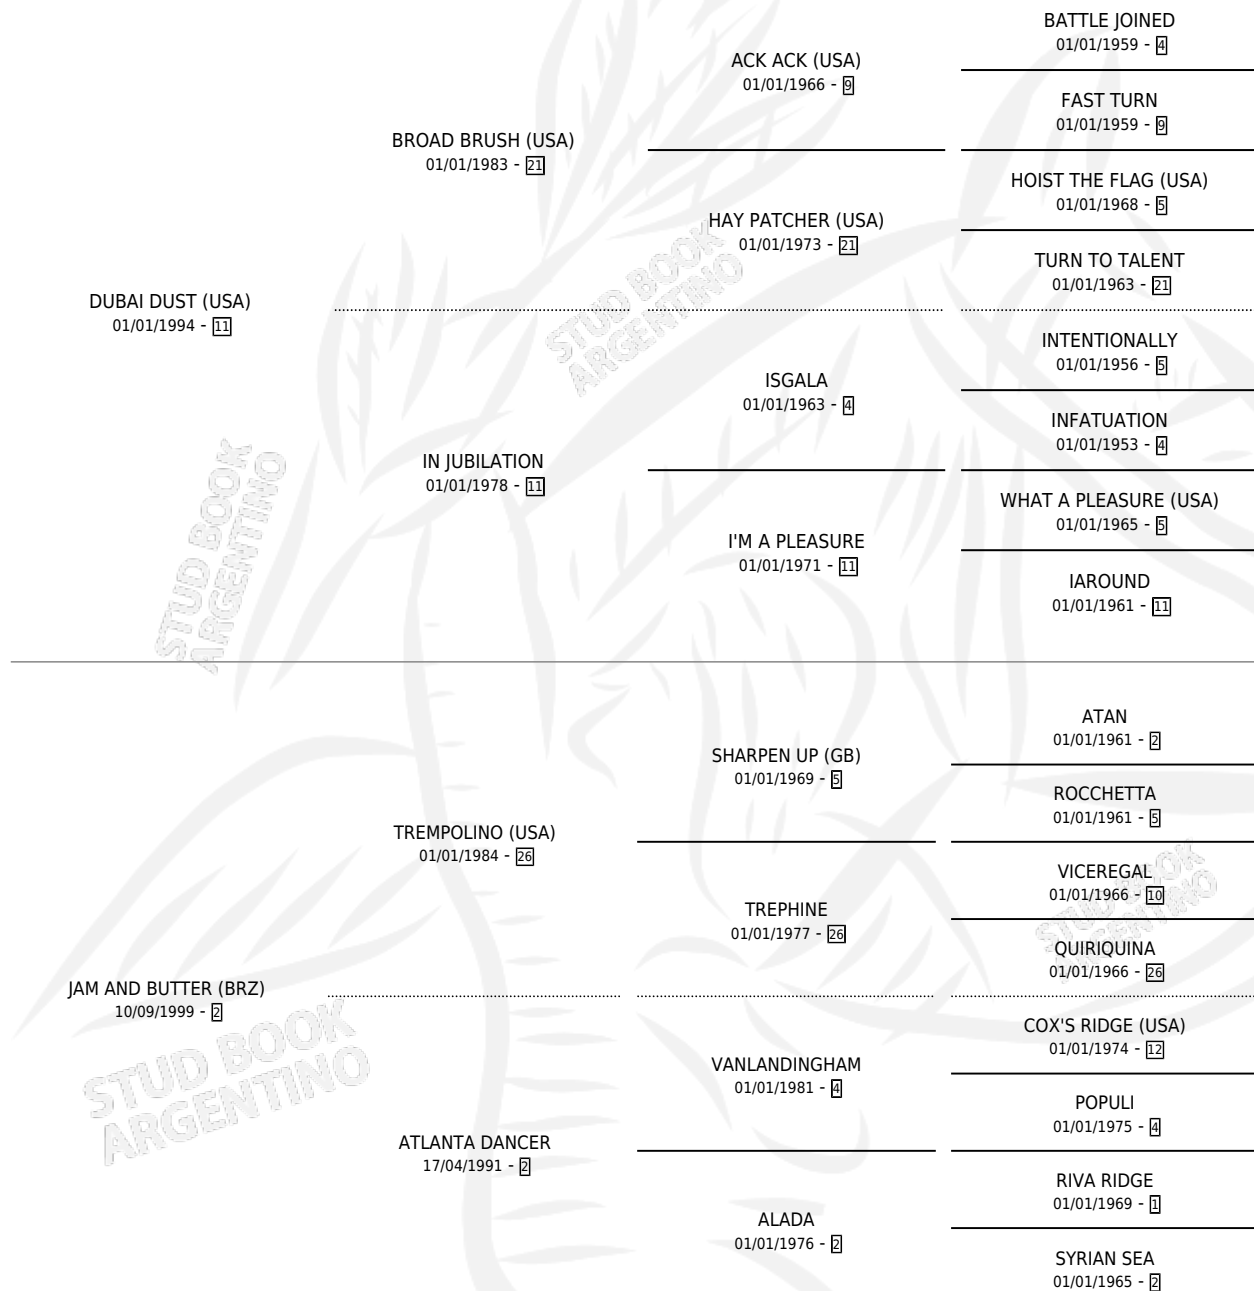 BATTLE JOINED
01/01/1959 - 4
ACK ACK (USA)
01/01/1966 - 9
FAST TURN
01/01/1959 - 9
BROAD BRUSH (USA)
01/01/1983 - 21
HOIST THE FLAG (USA)
01/01/1968 - 5
HAY PATCHER (USA)
01/01/1973 - 21
TURN TO TALENT
01/01/1963 - 21
DUBAI DUST (USA)
01/01/1994 - 11
INTENTIONALLY
01/01/1956 - 5
ISGALA
01/01/1963 - 4
INFATUATION
01/01/1953 - 4
IN JUBILATION
01/01/1978 - 11
WHAT A PLEASURE (USA)
01/01/1965 - 5
I'M A PLEASURE
01/01/1971 - 11
IAROUND
01/01/1961 - 11
ATAN
01/01/1961 - 2
SHARPEN UP (GB)
01/01/1969 - 5
ROCCHETTA
01/01/1961 - 5
TREMPOLINO (USA)
01/01/1984 - 26
VICEREGAL
01/01/1966 - 10
TREPHINE
01/01/1977 - 26
QUIRIQUINA
01/01/1966 - 26
JAM AND BUTTER (BRZ)
10/09/1999 - 2
COX'S RIDGE (USA)
01/01/1974 - 12
VANLANDINGHAM
01/01/1981 - 4
POPULI
01/01/1975 - 4
ATLANTA DANCER
17/04/1991 - 2
RIVA RIDGE
01/01/1969 - 1
ALADA
01/01/1976 - 2
SYRIAN SEA
01/01/1965 - 2
STUD BOOK
ARGENTINO
STUD BOOK
ARGENTINO
STUD BOOK
ARGENTINO
STUD BOOK
ARGENTINO